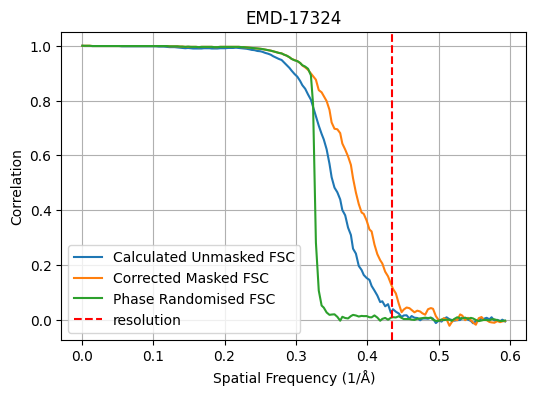 EMD-17324
1.0
0.8
0.6
0.4
0.2
0.0
Correlation
Calculated Unmasked FSC
Corrected Masked FSC
Phase Randomised FSC
resolution
0.0 0.1 0.2 0.3 0.4 0.5 0.6
Spatial Frequency (1/Å)